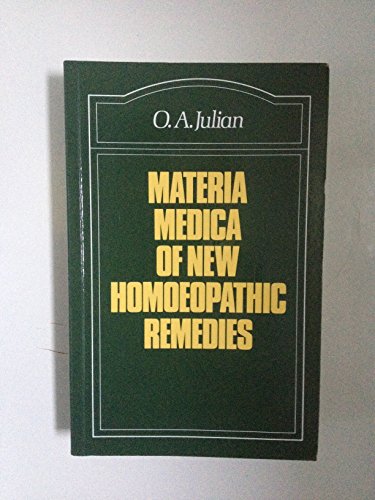 O. A. Julian
MATERIA
MEDICA
OF NEW
HOMOEOPATHIC
REMEDIES